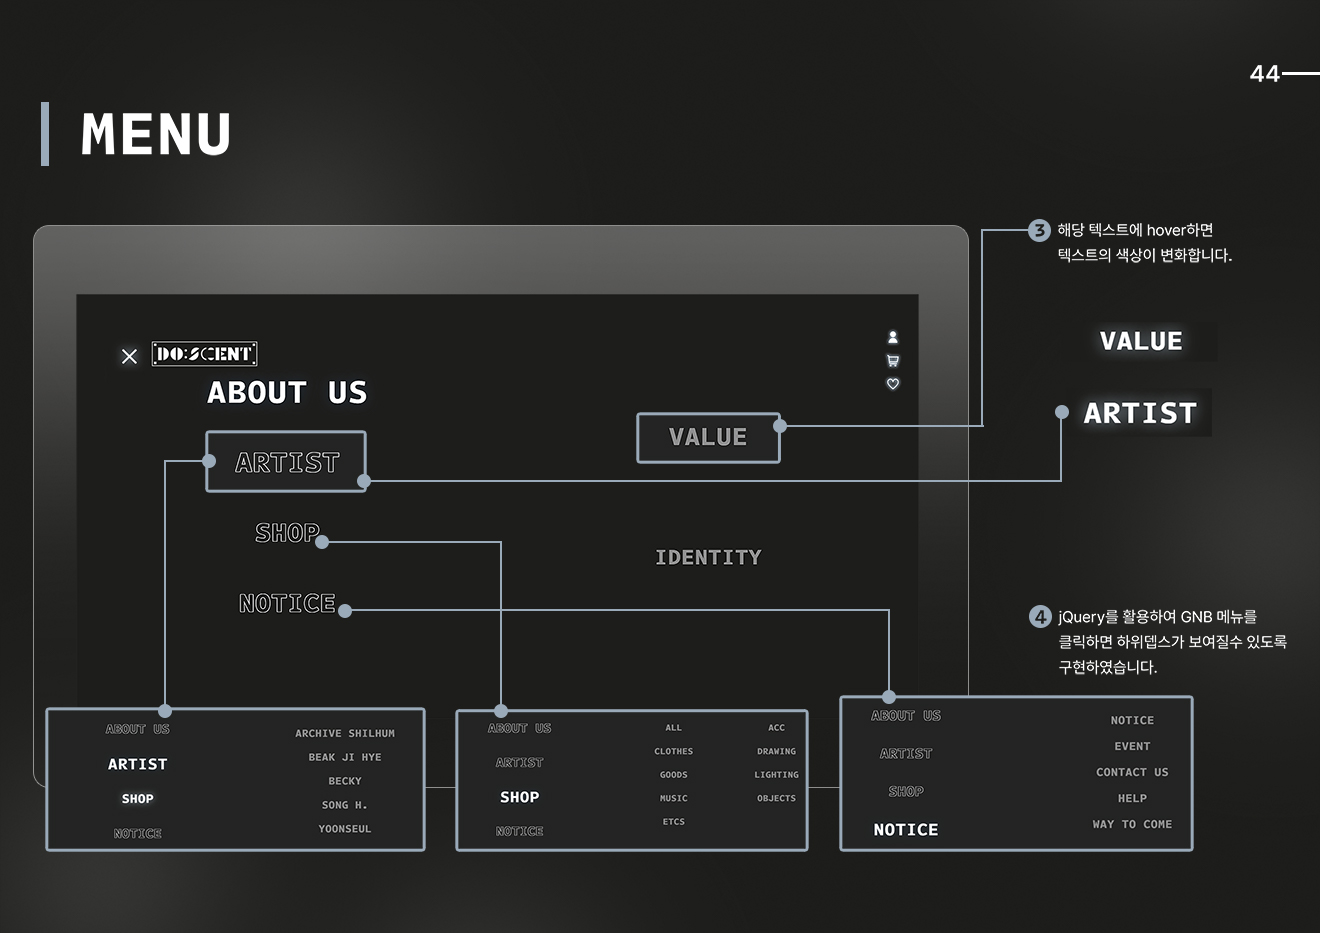 44
MENU
DO:SCENT
ABOUT US
ARTIST
SHOP
NOTICE
VALUE
IDENTITY
3 해당 텍스트에 hover하면
텍스트의 색상이 변화합니다.
VALUE
ARTIST
4 jQuery를 활용하여 GNB 메뉴를
클릭하면 하위뎁스가 보여질수 있도록
구현하였습니다.
ABOUT US
ARTIST
SHOP
NOTICE
ARCHIVE SHILHUM
BEAK JI HYE
BECKY
SONG H.
YOONSEUL
ABOUT US
ARTIST
SHOP
NOTICE
ALL
CLOTHES
GOODS
MUSIC
ETCS
ACC
DRAWING
LIGHTING
OBJECTS
ABOUT US
ARTIST
SHOP
NOTICE
NOTICE
EVENT
CONTACT US
HELP
WAY TO COME